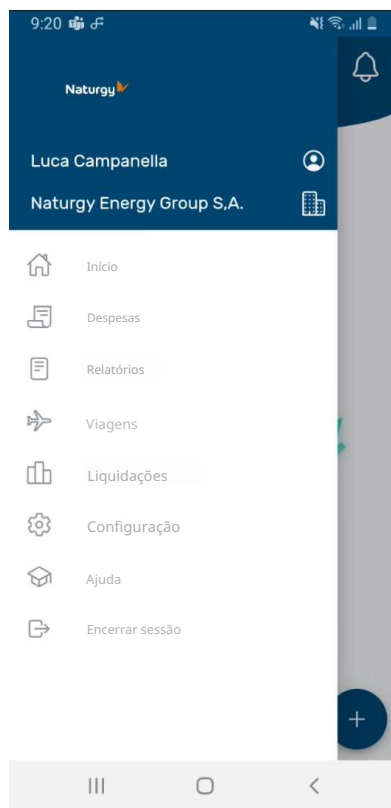 9:20
Naturgy
Luca Campanella
Naturgy Energy Group S,A.
Início
Despesas
Relatórios
Viagens
Liquidações
Configuração
Ajuda
Encerrar sessão